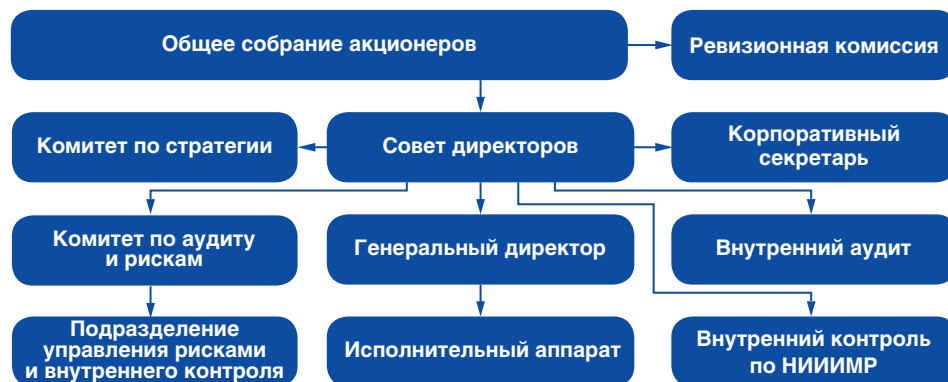 Общее собрание акционеров
Ревизионная комиссия
Комитет по стратегии
Совет директоров
Корпоративный
секретарь
Комитет по аудиту
и рискам
Генеральный директор
Внутренний аудит
Подразделение
управления рисками
и внутреннего контроля
Исполнительный аппарат
Внутренний контроль
по НИИИМР